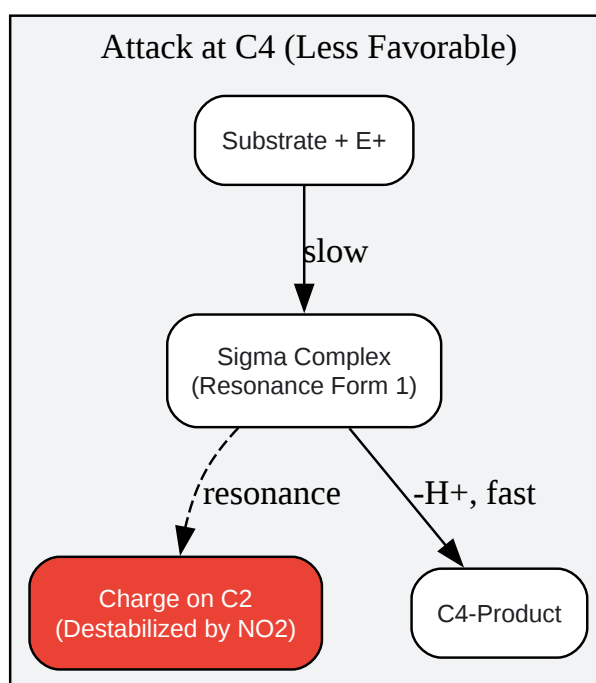 Attack at C4 (Less Favorable)
Substrate + E+
slow
Sigma Complex
(Resonance Form 1)
resonance
-H+, fast
Charge on C2
(Destabilized by NO2)
C4-Product